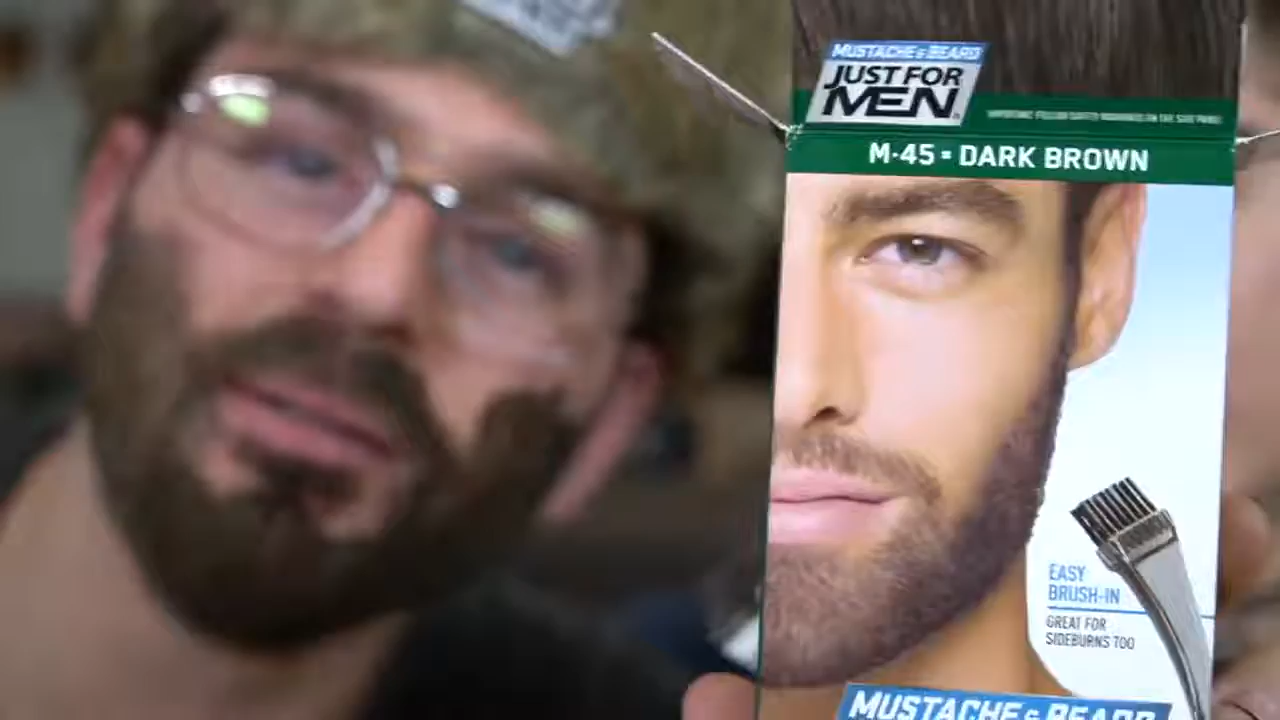 MUSTACHE & BEARD
JUST FOR
MEN
M-45 • DARK BROWN
EASY
BRUSH-IN
GREAT FOR
SIDEBURNS TOO
MUSTACHE & BEARD